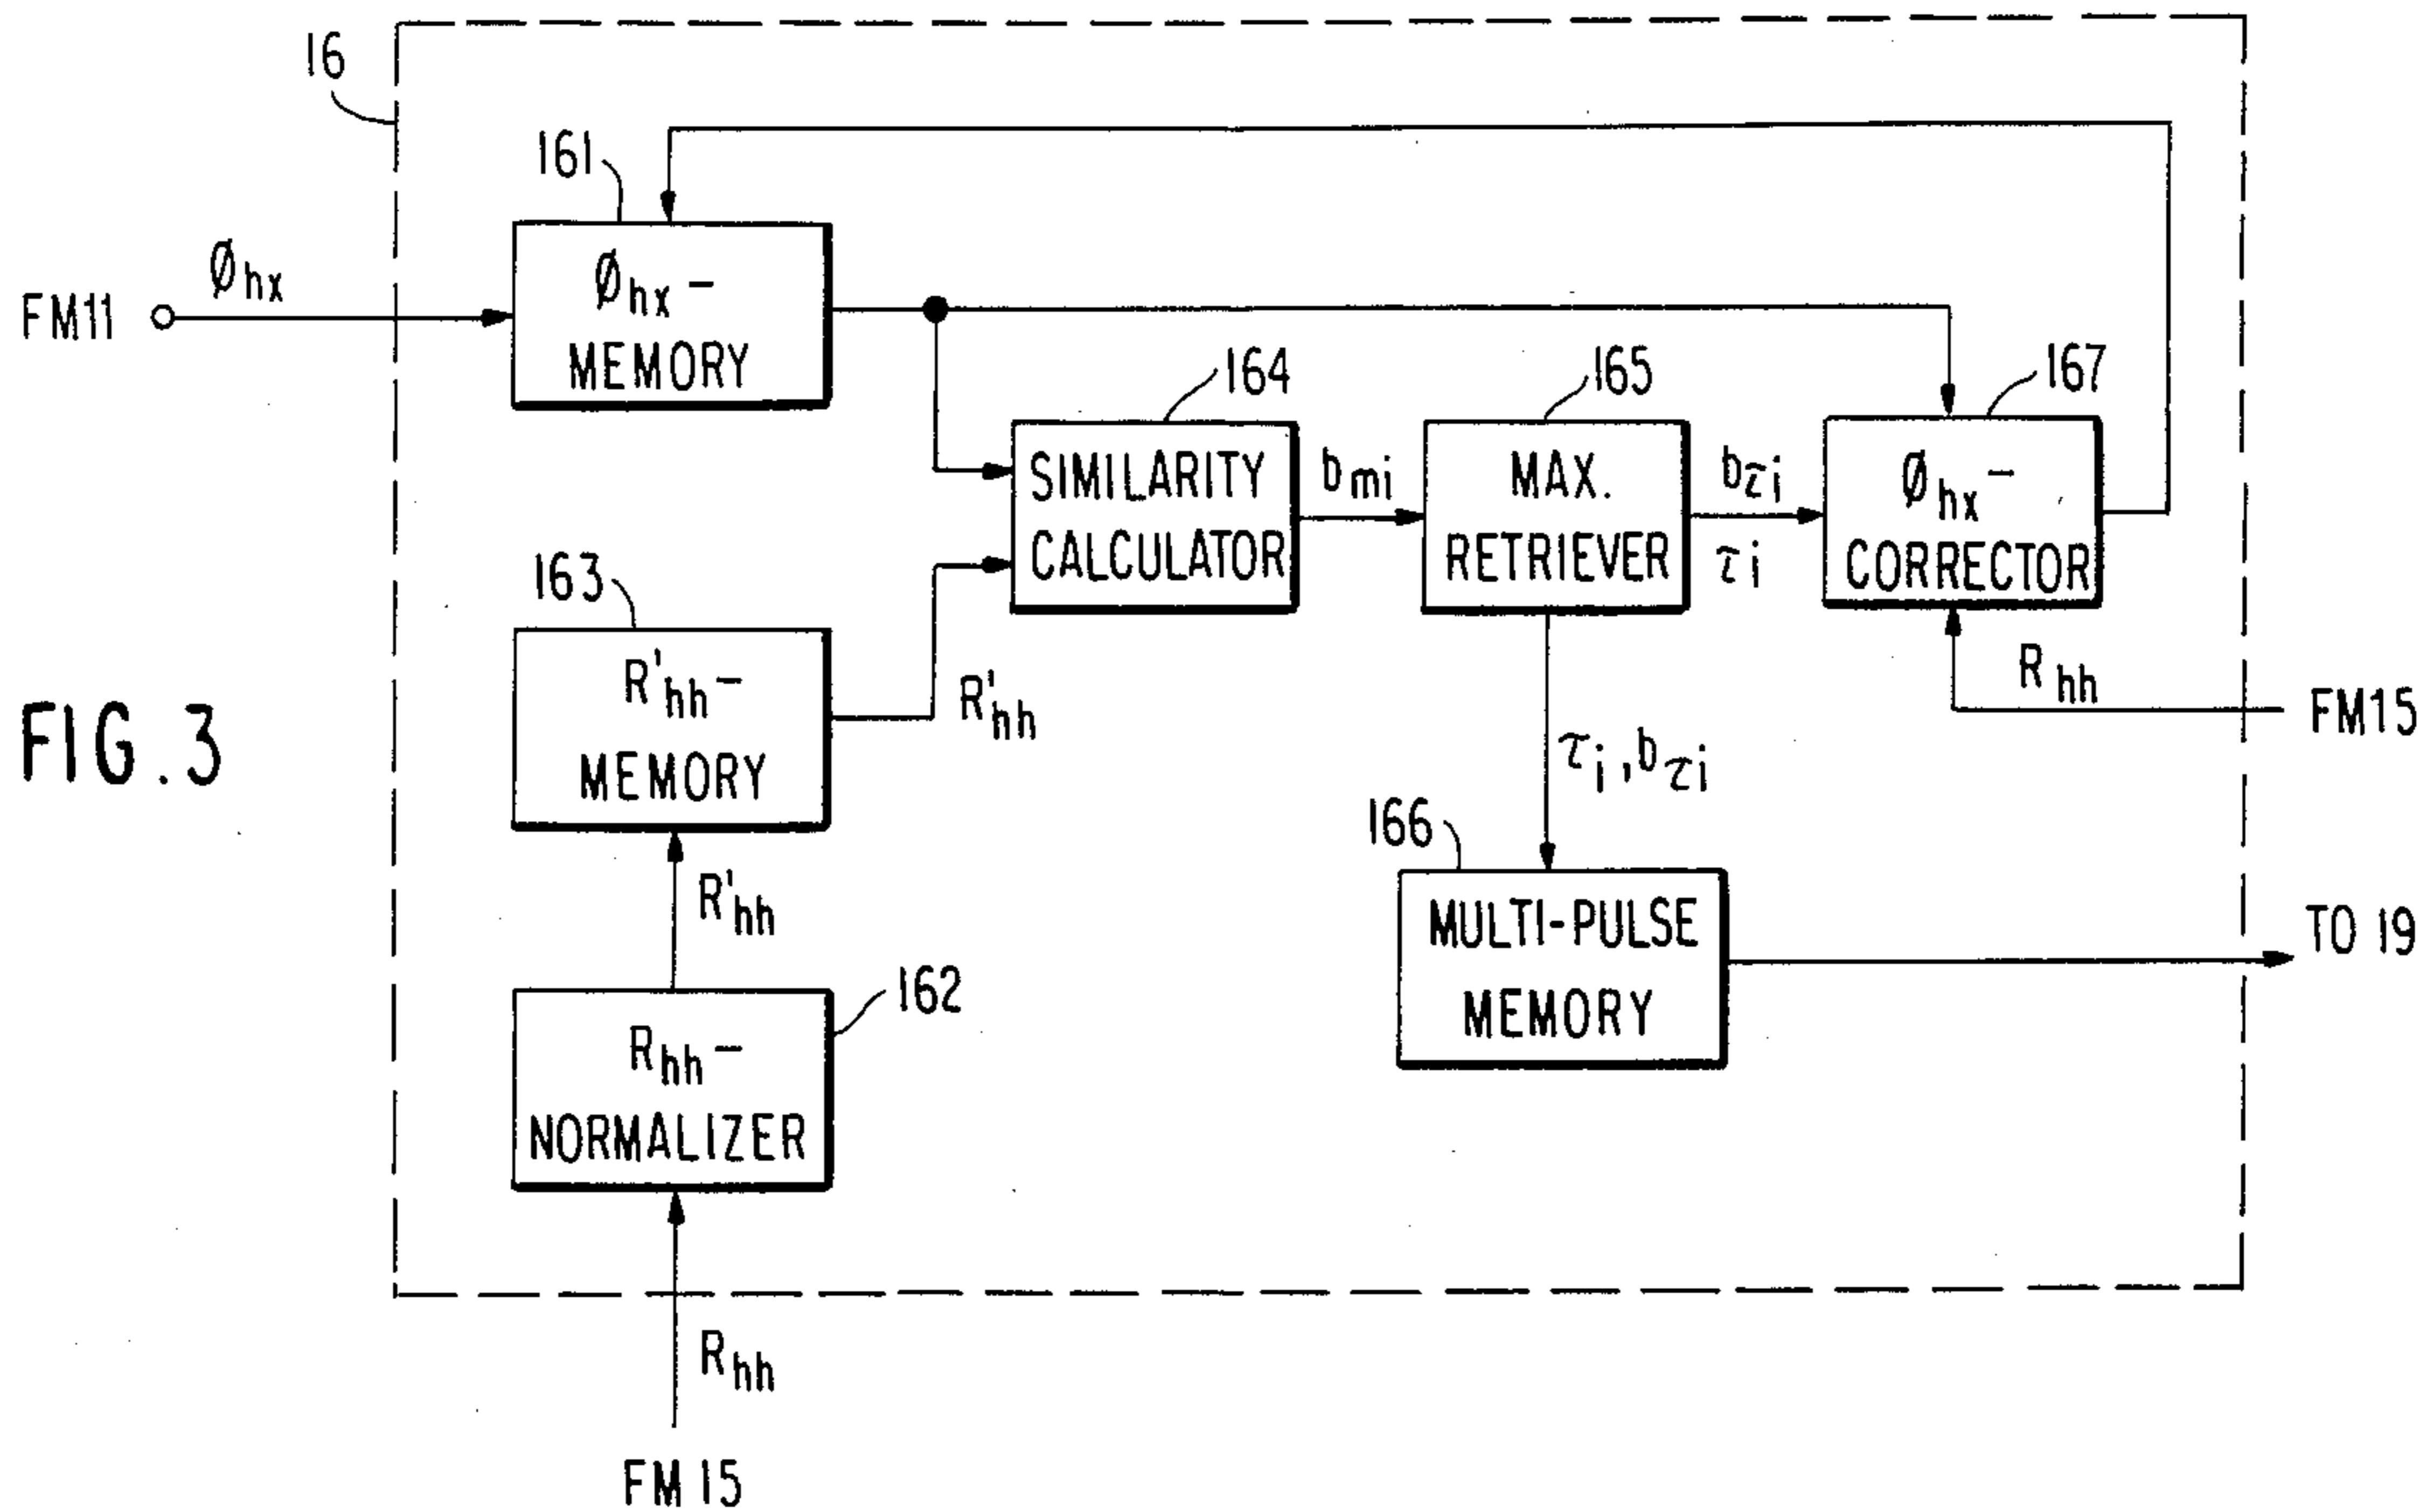 16
161
FM11
Øhx
Øhx-
MEMORY
164
SIMILARITY
CALCULATOR
bmi
165
MAX.
RETRIEVER
bτi
τi
167
Øhx-
CORRECTOR
163
R'hh-
MEMORY
R'hh
Rhh
FM15
FIG.3
τi, bτi
166
MULTI-PULSE
MEMORY
TO 19
R'hh
162
Rhh-
NORMALIZER
Rhh
FM15